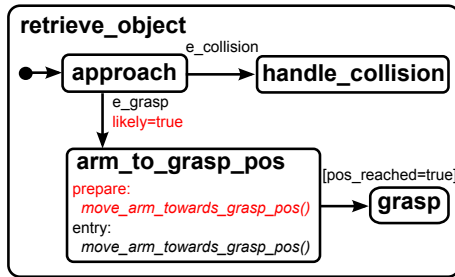 retrieve_object
e_collision
approach
handle_collision
e_grasp
likely=true
arm_to_grasp_pos
prepare:
move_arm_towards_grasp_pos()
entry:
move_arm_towards_grasp_pos()
[pos_reached=true]
grasp